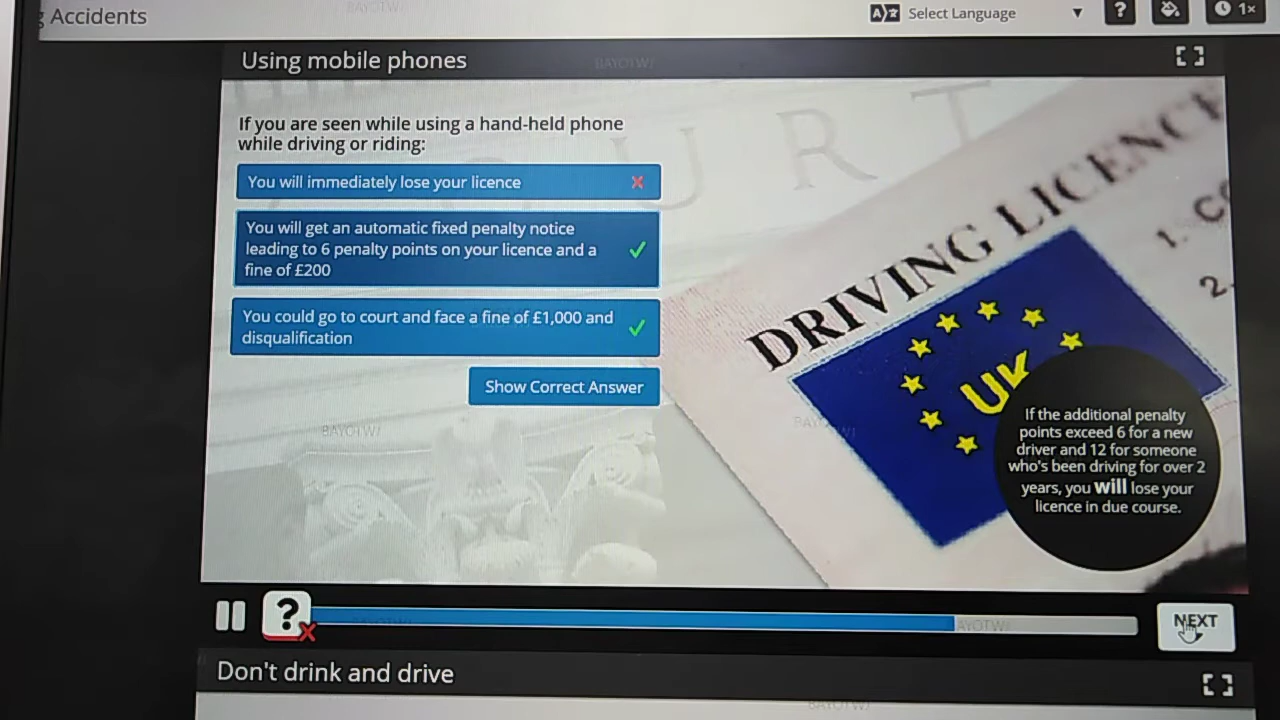 Accidents
Select Language
?
1×
Using mobile phones
BAYOTWJ
If you are seen while using a hand-held phone
while driving or riding:
You will immediately lose your licence
You will get an automatic fixed penalty notice
leading to 6 penalty points on your licence and a
fine of £200
You could go to court and face a fine of £1,000 and
disqualification
Show Correct Answer
COURT
DRIVING LICENCE
1.
2.
UK
BAYOTWJ
If the additional penalty
points exceed 6 for a new
driver and 12 for someone
who's been driving for over 2
years, you will lose your
licence in due course.
?
NEXT
Don't drink and drive